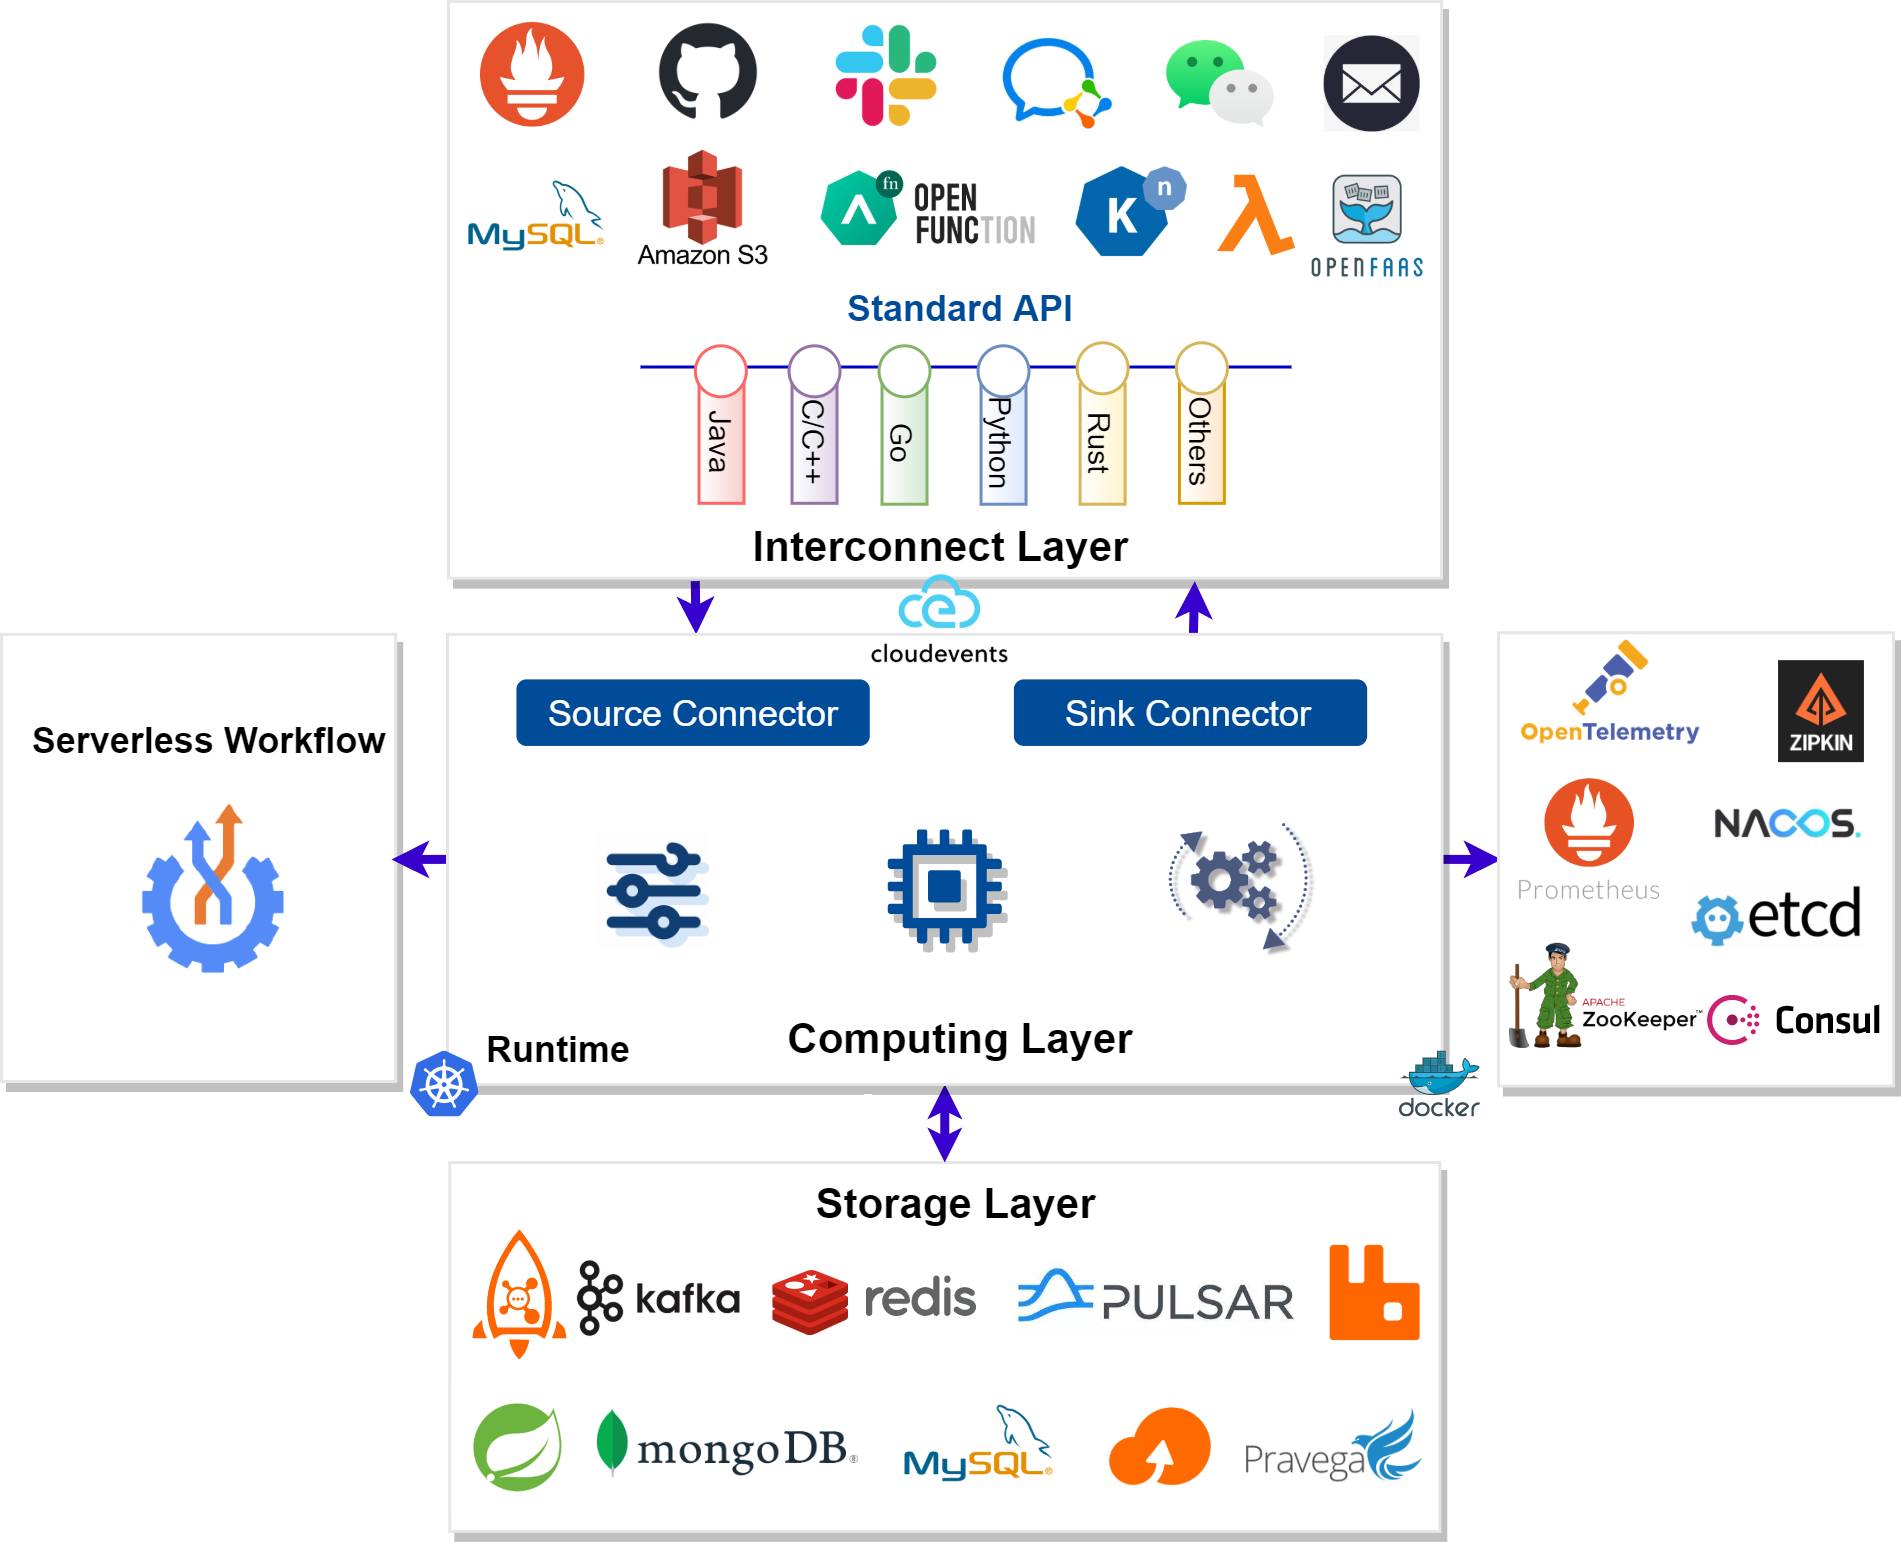 MySQL®
Amazon S3
fn
OPEN
FUNCTION
K
n
OPENFAAS
Standard API
Java
C/C++
Go
Python
Rust
Others
Interconnect Layer
cloudevents
Serverless Workflow
Source Connector
Sink Connector
OpenTelemetry
ZIPKIN
Prometheus
NACOS.
etcd
APACHE
ZooKeeper™
Consul
Runtime
Computing Layer
docker
Storage Layer
kafka
redis
PULSAR
mongoDB®
MySQL®
Pravega